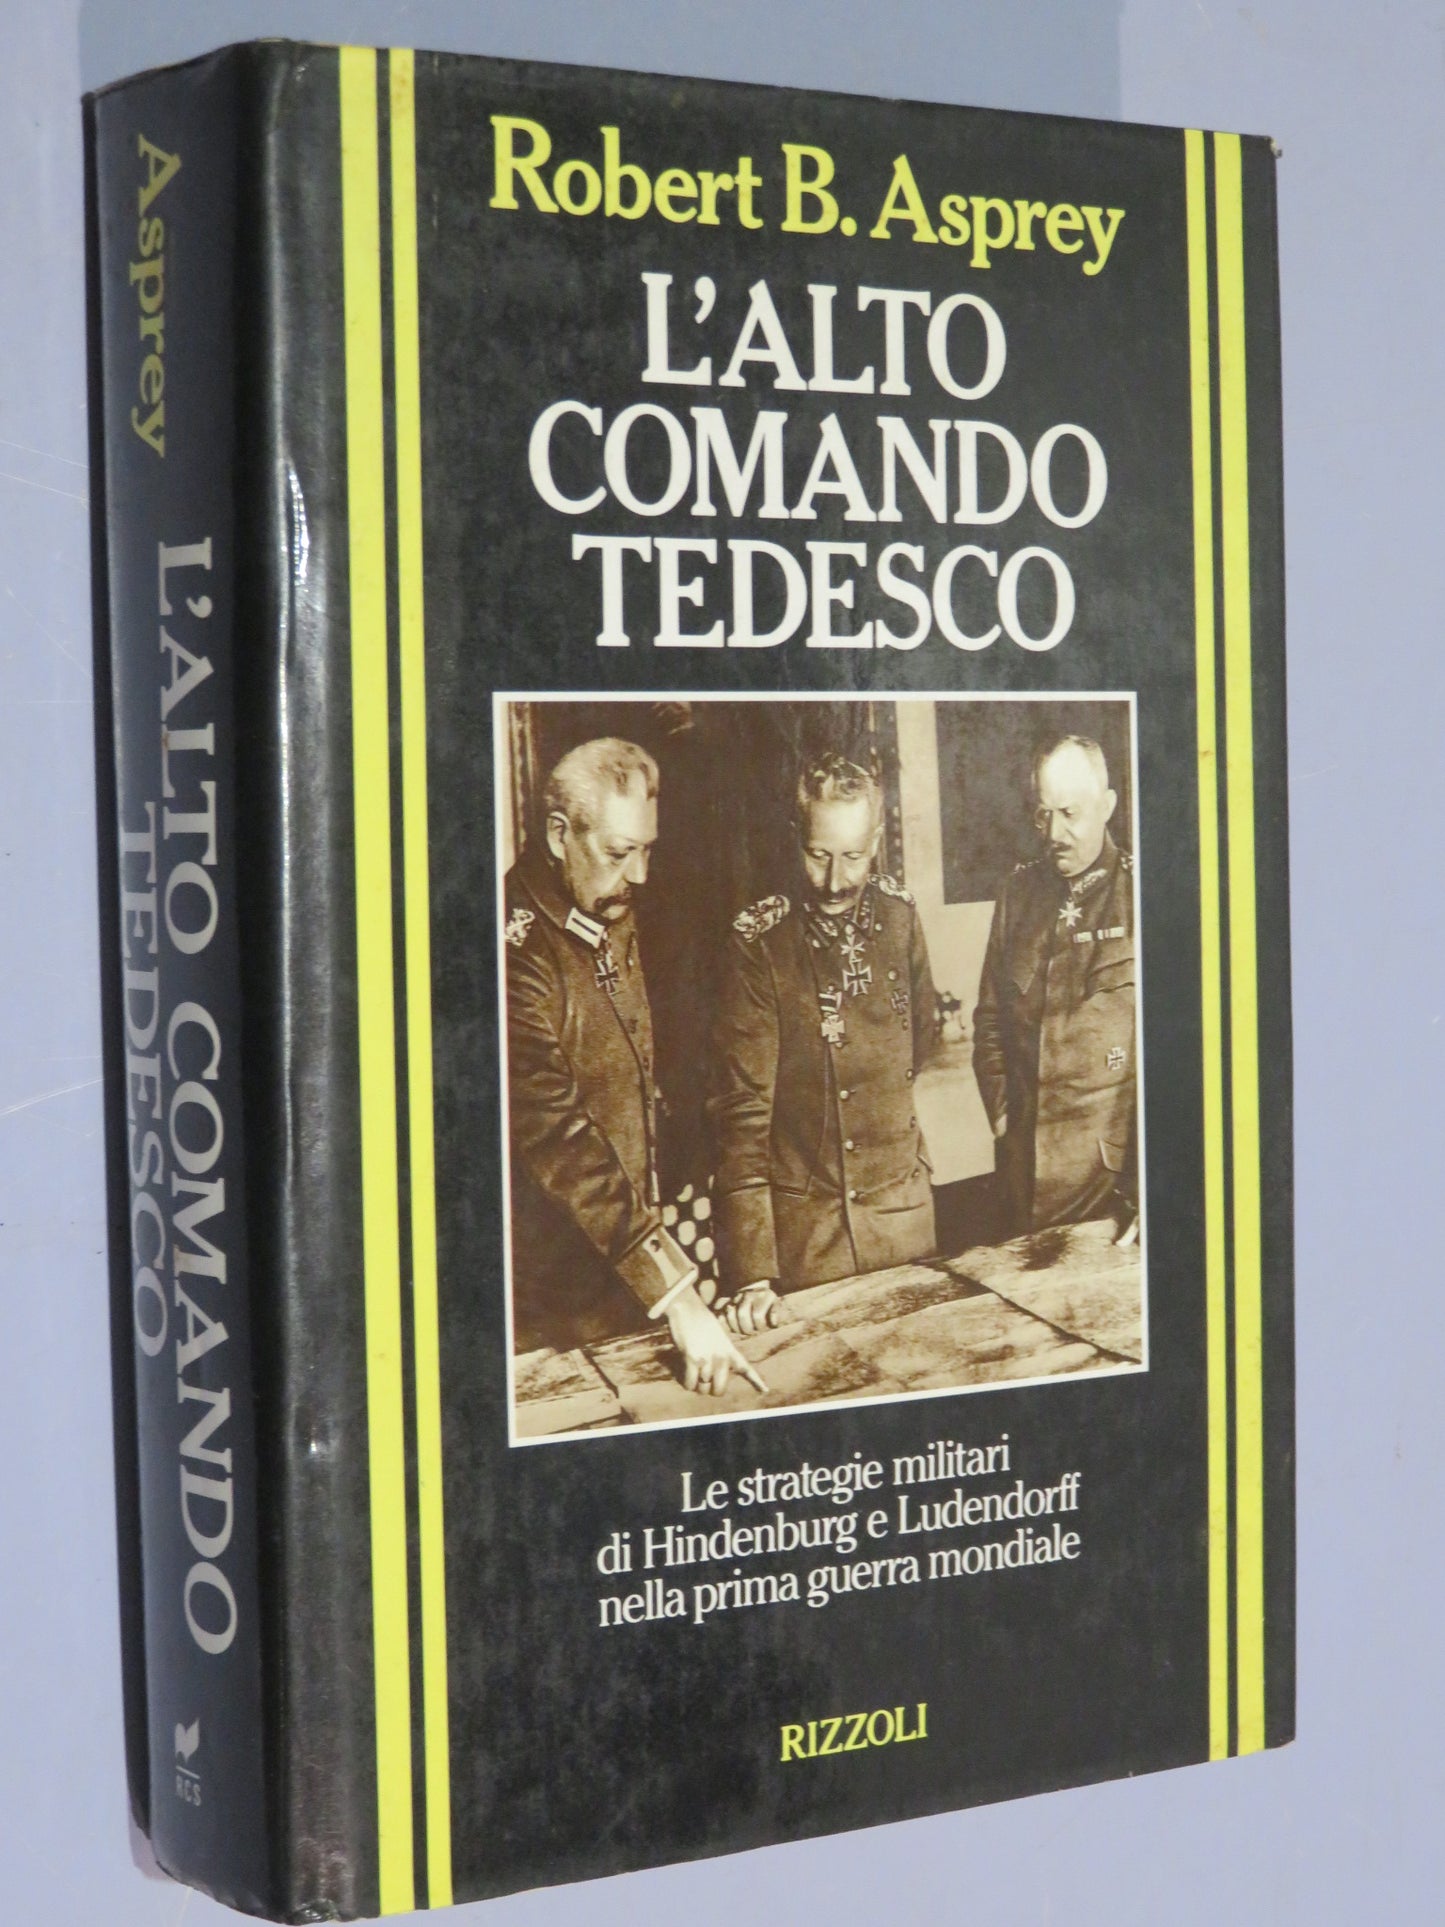 Robert B. Asprey
L'ALTO
COMANDO
TEDESCO
Le strategie militari
di Hindenburg e Ludendorff
nella prima guerra mondiale
RIZZOLI
Asprey
L'ALTO COMANDO
TEDESCO
R
RCS